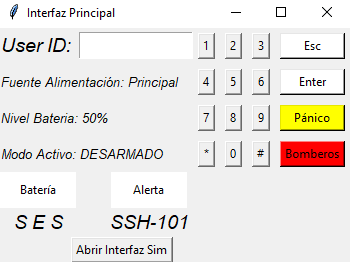 Interfaz Principal
User ID: 1 2 3 Esc
Fuente Alimentación: Principal 4 5 6 Enter
Nivel Bateria: 50% 7 8 9 Pánico
Modo Activo: DESARMADO * 0 # Bomberos
Batería Alerta
S E S SSH-101
Abrir Interfaz Sim